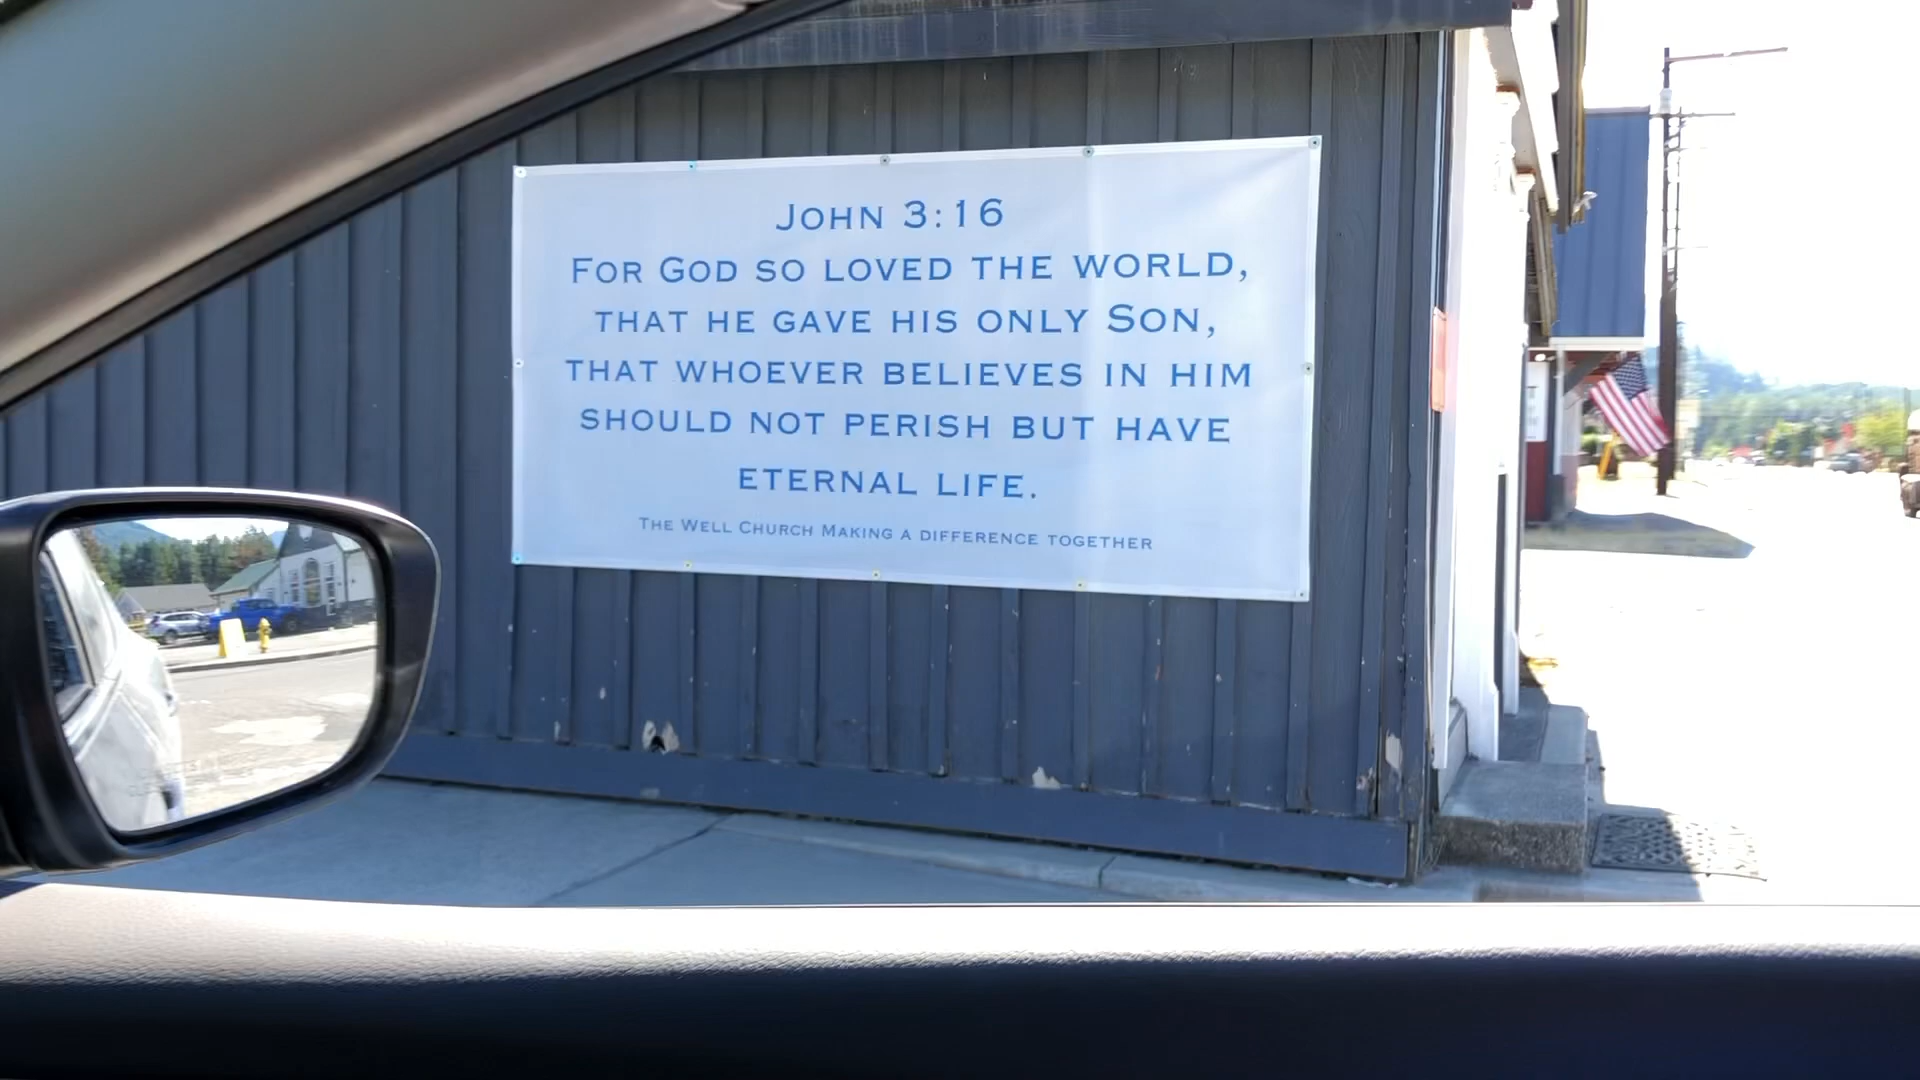 John 3:16
For God so loved the world,
that he gave his only Son,
that whoever believes in him
should not perish but have
eternal life.
The Well Church Making a difference together